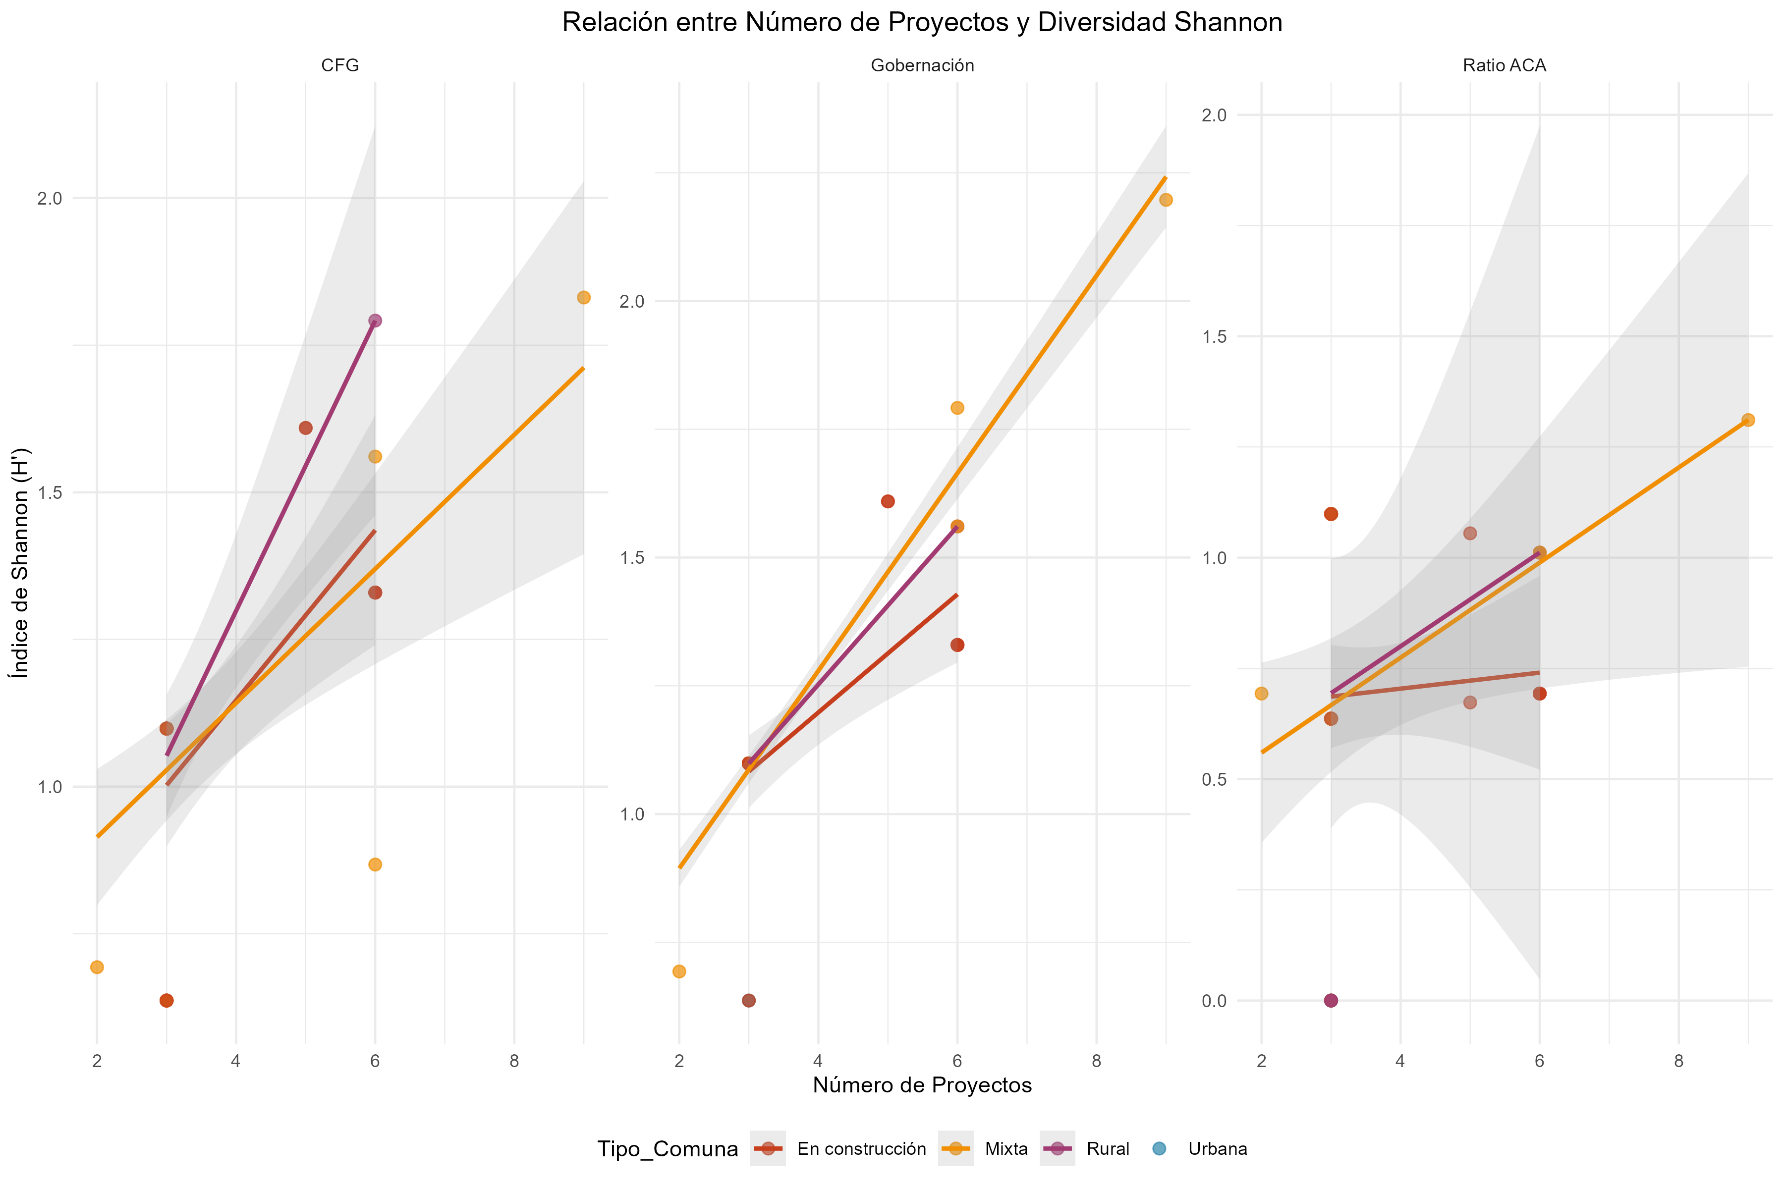 Relación entre Número de Proyectos y Diversidad Shannon
CFG
Gobernación
Ratio ACA
Índice de Shannon (H')
2.0
1.5
1.0
2.0
1.5
1.0
2.0
1.5
1.0
0.5
0.0
2 4 6 8
2 4 6 8
2 4 6 8
Número de Proyectos
Tipo_Comuna En construcción Mixta Rural Urbana